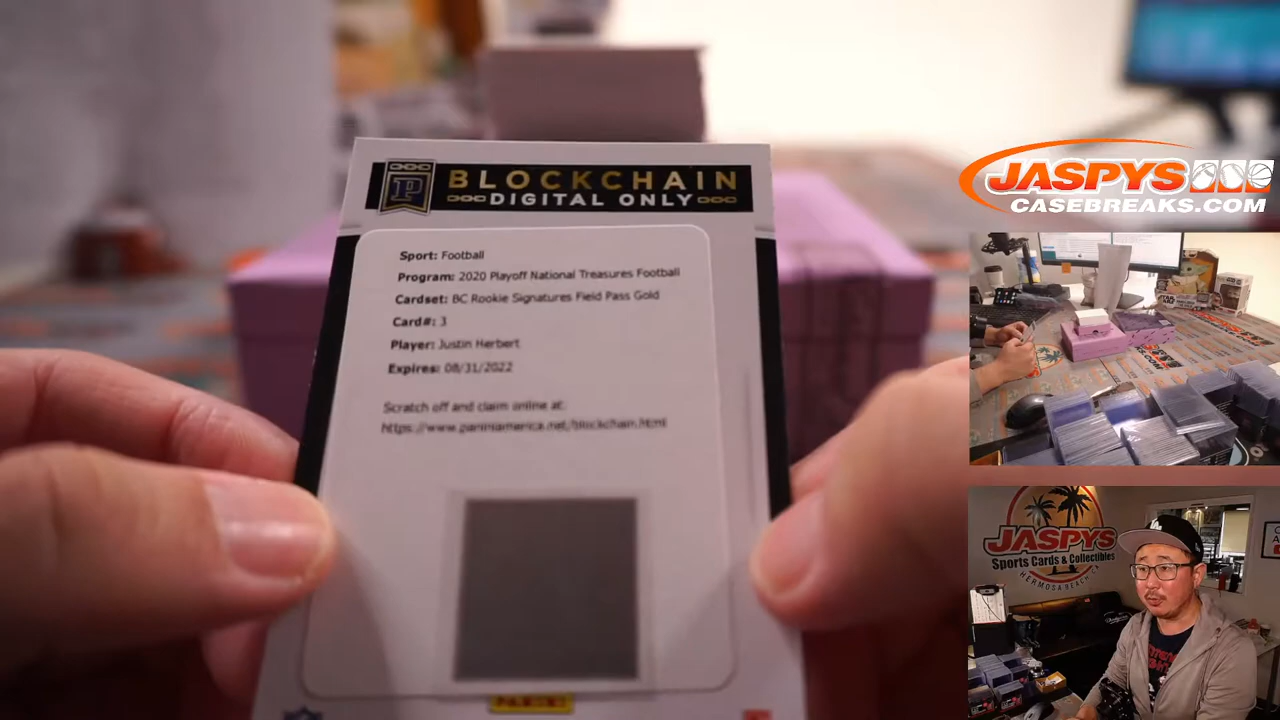 BLOCKCHAIN
DIGITAL ONLY
Sport: Football
Program: 2020 Playoff National Treasures Football
Cardset: BC Rookie Signatures Field Pass Gold
Card#: 3
Player: Justin Herbert
Expires: 08/31/2022
Scratch off and claim online at:
https://www.paniniamerica.net/blockchain.html
PANINI
JASPYS
CASEBREAKS.COM
JASPYS
Sports Cards & Collectibles
HERMOSA BEACH CA